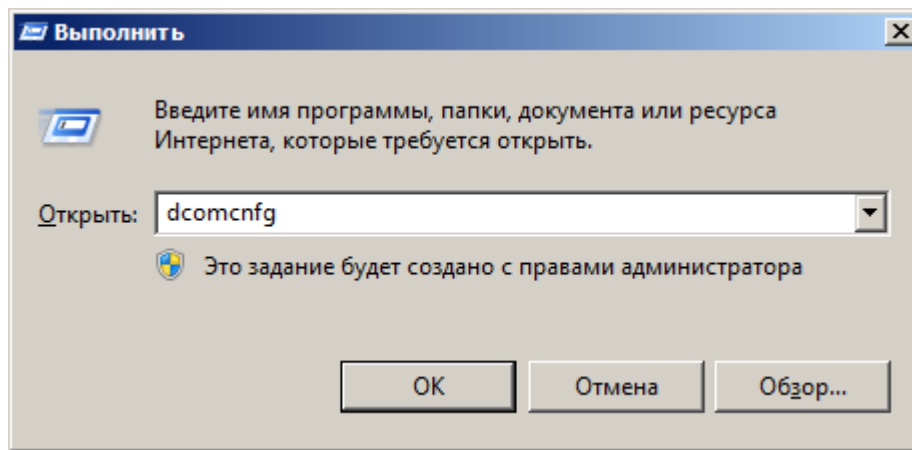 Выполнить
Введите имя программы, папки, документа или ресурса
Интернета, которые требуется открыть.
Открыть: dcomcnfg
Это задание будет создано с правами администратора
ОК Отмена Обзор...